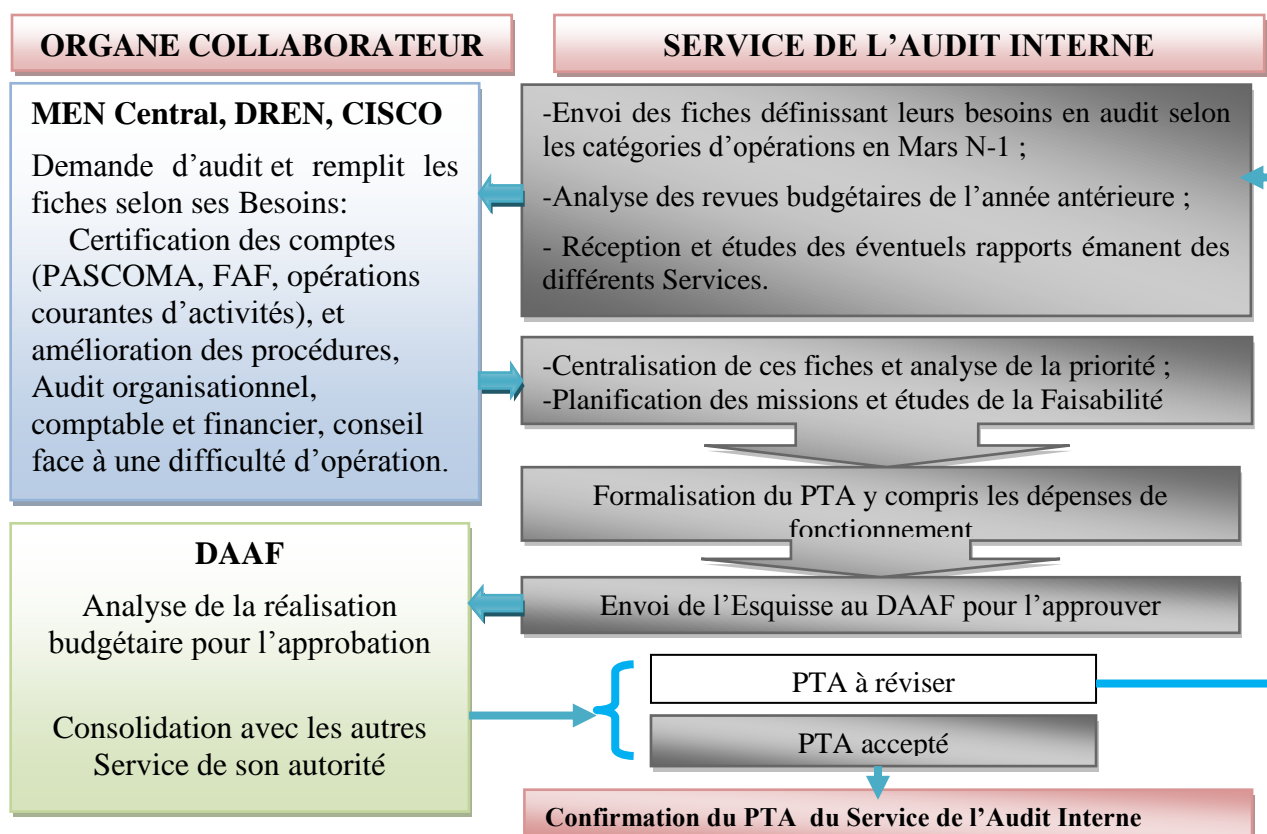 ORGANE COLLABORATEUR
MEN Central, DREN, CISCO
Demande d’audit et remplit les
fiches selon ses Besoins:
Certification des comptes
(PASCOMA, FAF, opérations
courantes d’activités), et
amélioration des procédures,
Audit organisationnel,
comptable et financier, conseil
face à une difficulté d’opération.
SERVICE DE L’AUDIT INTERNE
-Envoi des fiches définissant leurs besoins en audit selon
les catégories d’opérations en Mars N-1 ;
-Analyse des revues budgétaires de l’année antérieure ;
- Réception et études des éventuels rapports émanent des
différents Services.
-Centralisation de ces fiches et analyse de la priorité ;
-Planification des missions et études de la Faisabilité
Formalisation du PTA y compris les dépenses de
fonctionnement
Envoi de l’Esquisse au DAAF pour l’approuver
DAAF
Analyse de la réalisation
budgétaire pour l’approbation
Consolidation avec les autres
Service de son autorité
PTA à réviser
PTA accepté
Confirmation du PTA du Service de l’Audit Interne